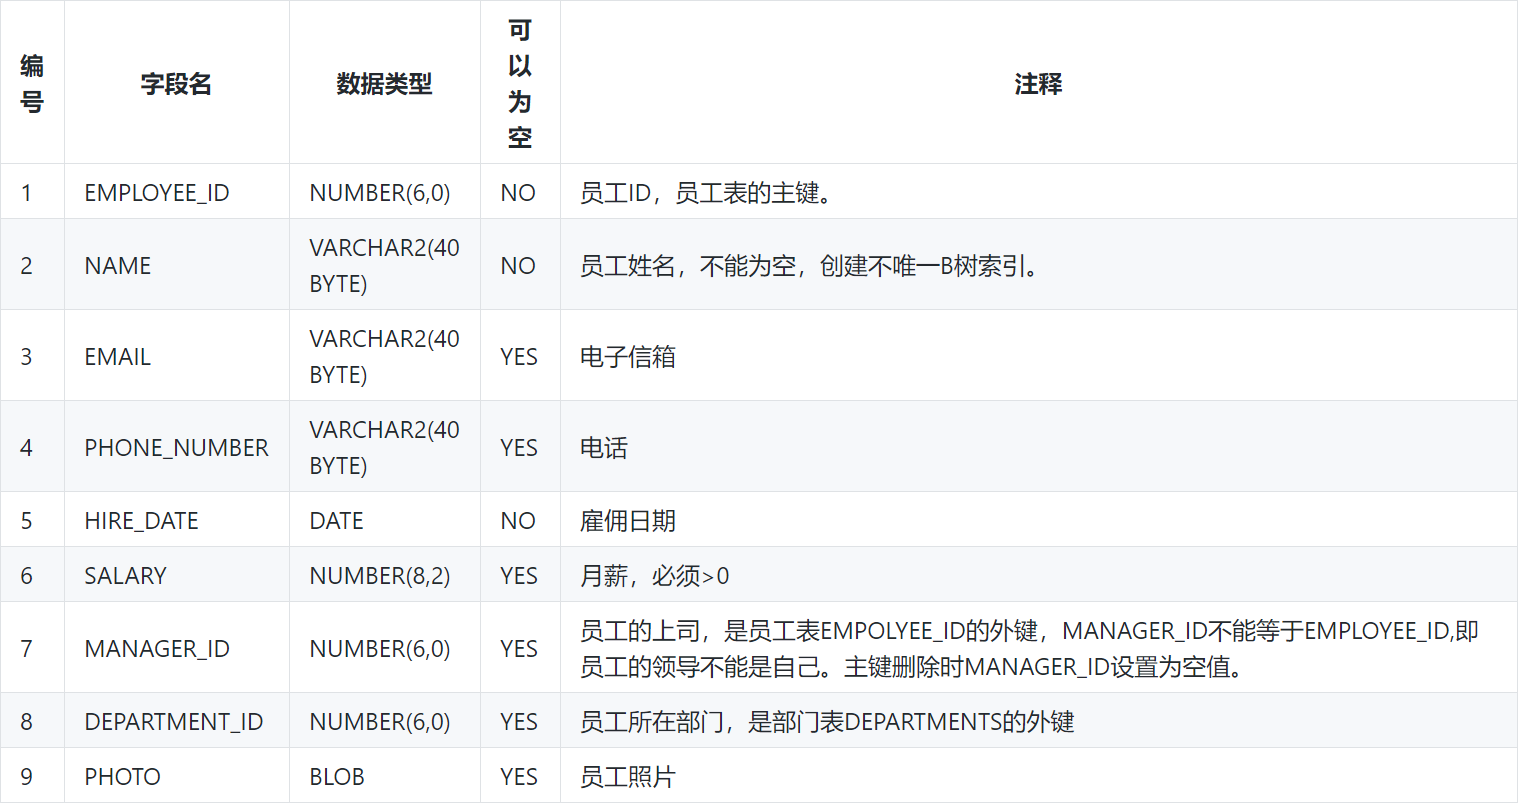 编号 字段名 数据类型 可以为空 注释
1 EMPLOYEE_ID NUMBER(6,0) NO 员工ID，员工表的主键。
2 NAME VARCHAR2(40 BYTE) NO 员工姓名，不能为空，创建不唯一B树索引。
3 EMAIL VARCHAR2(40 BYTE) YES 电子信箱
4 PHONE_NUMBER VARCHAR2(40 BYTE) YES 电话
5 HIRE_DATE DATE NO 雇佣日期
6 SALARY NUMBER(8,2) YES 月薪，必须>0
7 MANAGER_ID NUMBER(6,0) YES 员工的上司，是员工表EMPOLYEE_ID的外键，MANAGER_ID不能等于EMPLOYEE_ID,即
员工的领导不能是自己。主键删除时MANAGER_ID设置为空值。
8 DEPARTMENT_ID NUMBER(6,0) YES 员工所在部门，是部门表DEPARTMENTS的外键
9 PHOTO BLOB YES 员工照片